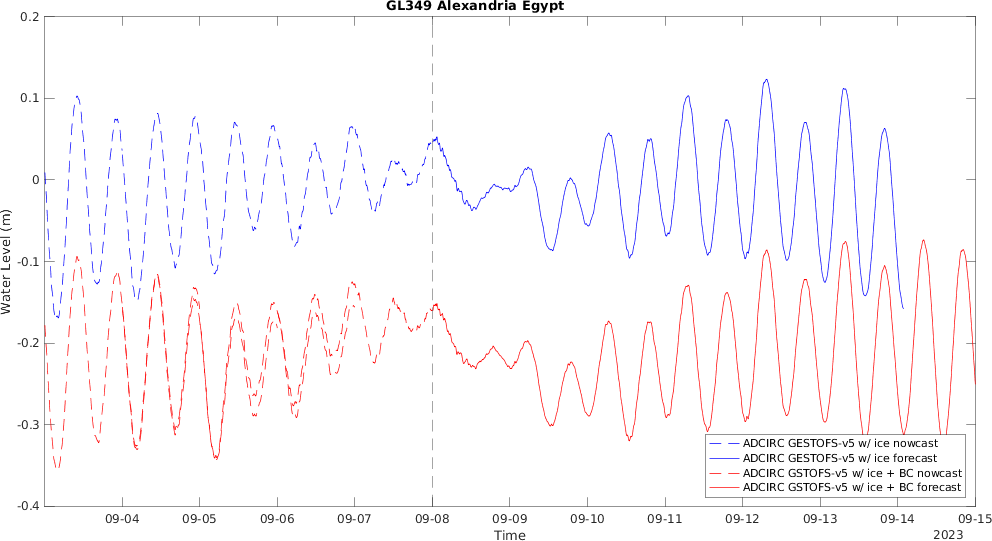 GL349 Alexandria Egypt
Water Level (m)
0.2
0.1
0
-0.1
-0.2
-0.3
-0.4
09-04 09-05 09-06 09-07 09-08 09-09 09-10 09-11 09-12 09-13 09-14 09-15
Time
2023
ADCIRC GESTOFS-v5 w/ ice nowcast
ADCIRC GESTOFS-v5 w/ ice forecast
ADCIRC GSTOFS-v5 w/ ice + BC nowcast
ADCIRC GSTOFS-v5 w/ ice + BC forecast